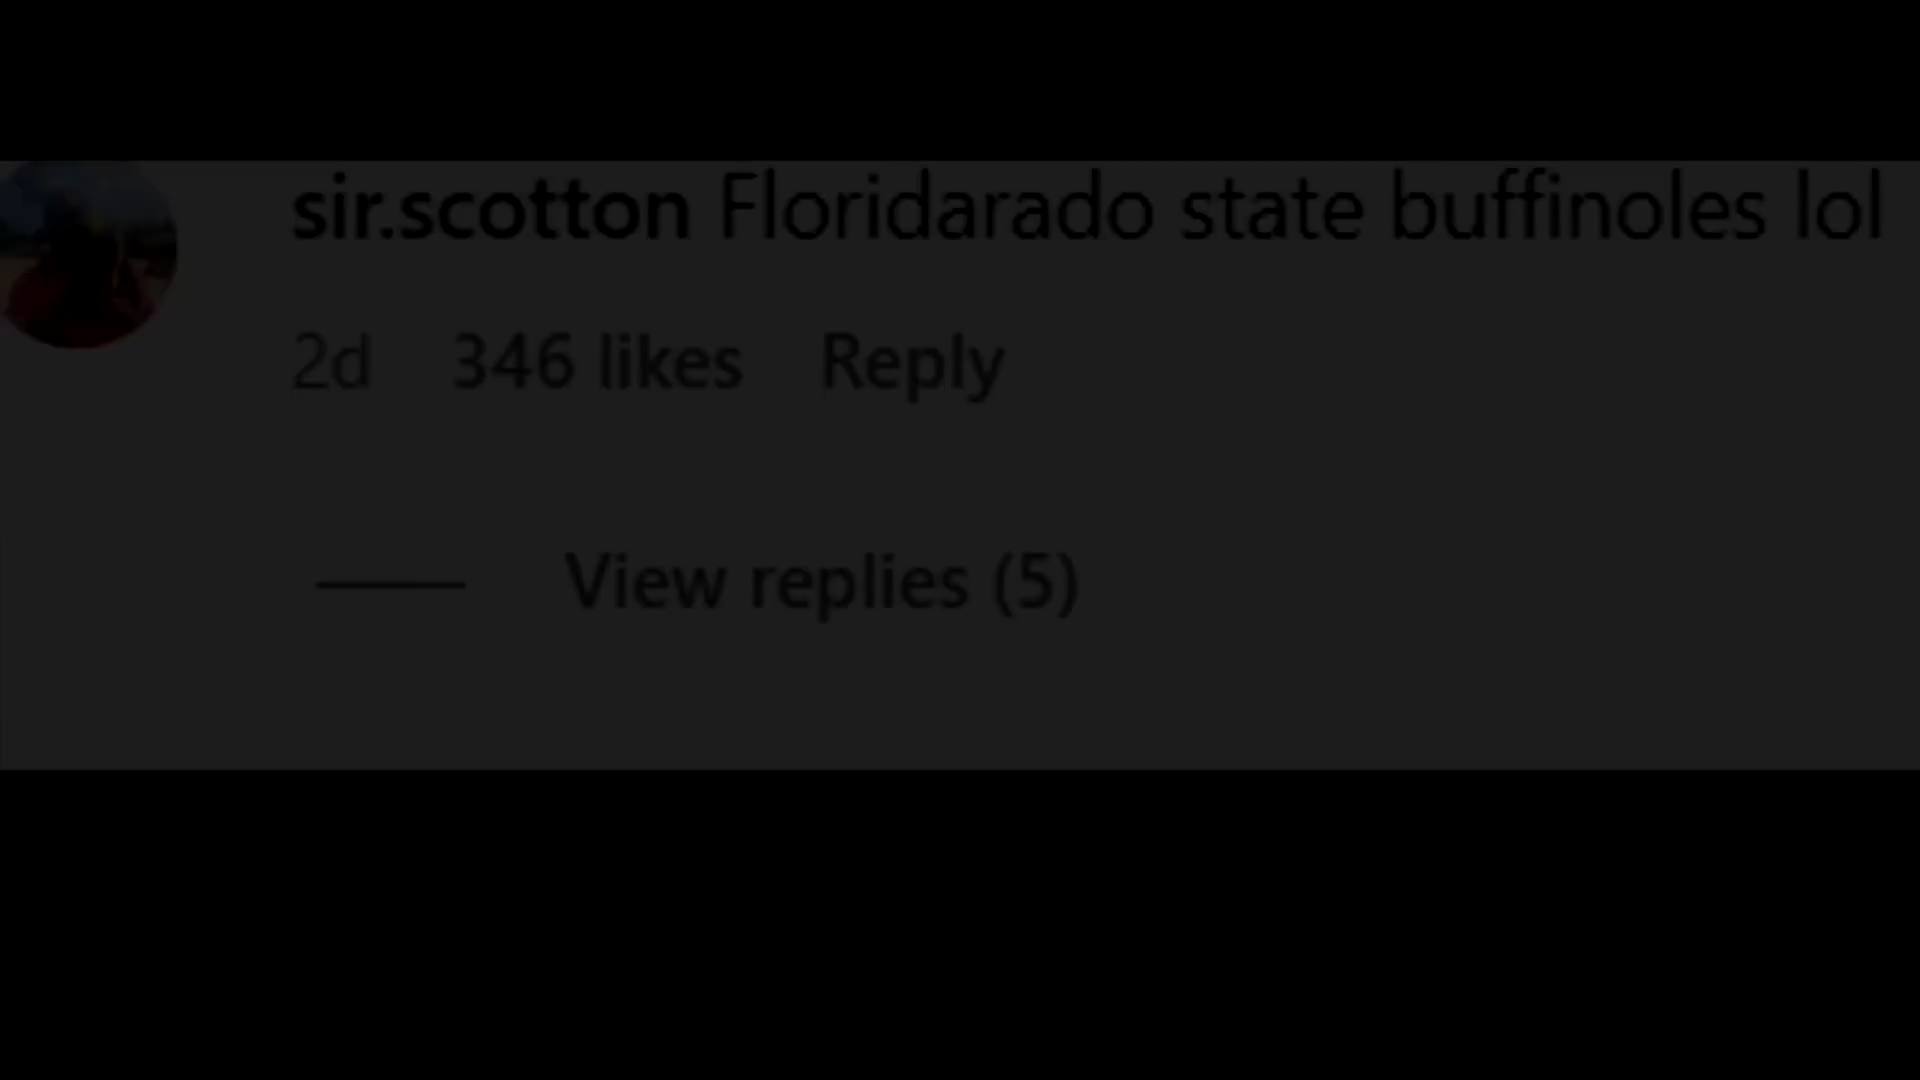 sir.scotton Floridarado state buffinoles lol
2d 346 likes Reply
View replies (5)